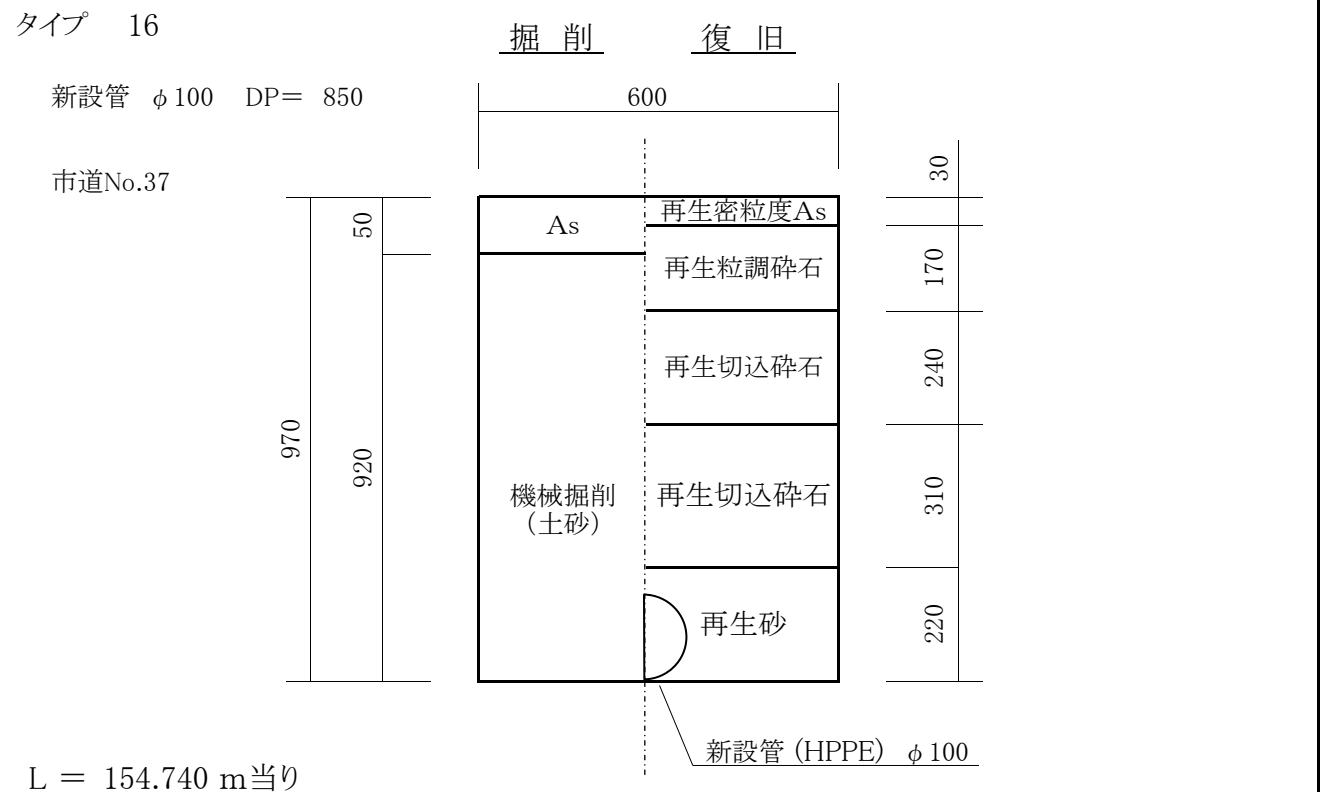 タイプ 16
掘 削 復 旧
新設管 φ100 DP＝ 850
600
市道No.37
30
50
As
再生密粒度As
再生粒調砕石
170
再生切込砕石
240
970
920
機械掘削
（土砂）
再生切込砕石
310
再生砂
220
新設管 (HPPE) φ100
L ＝ 154.740 m当り